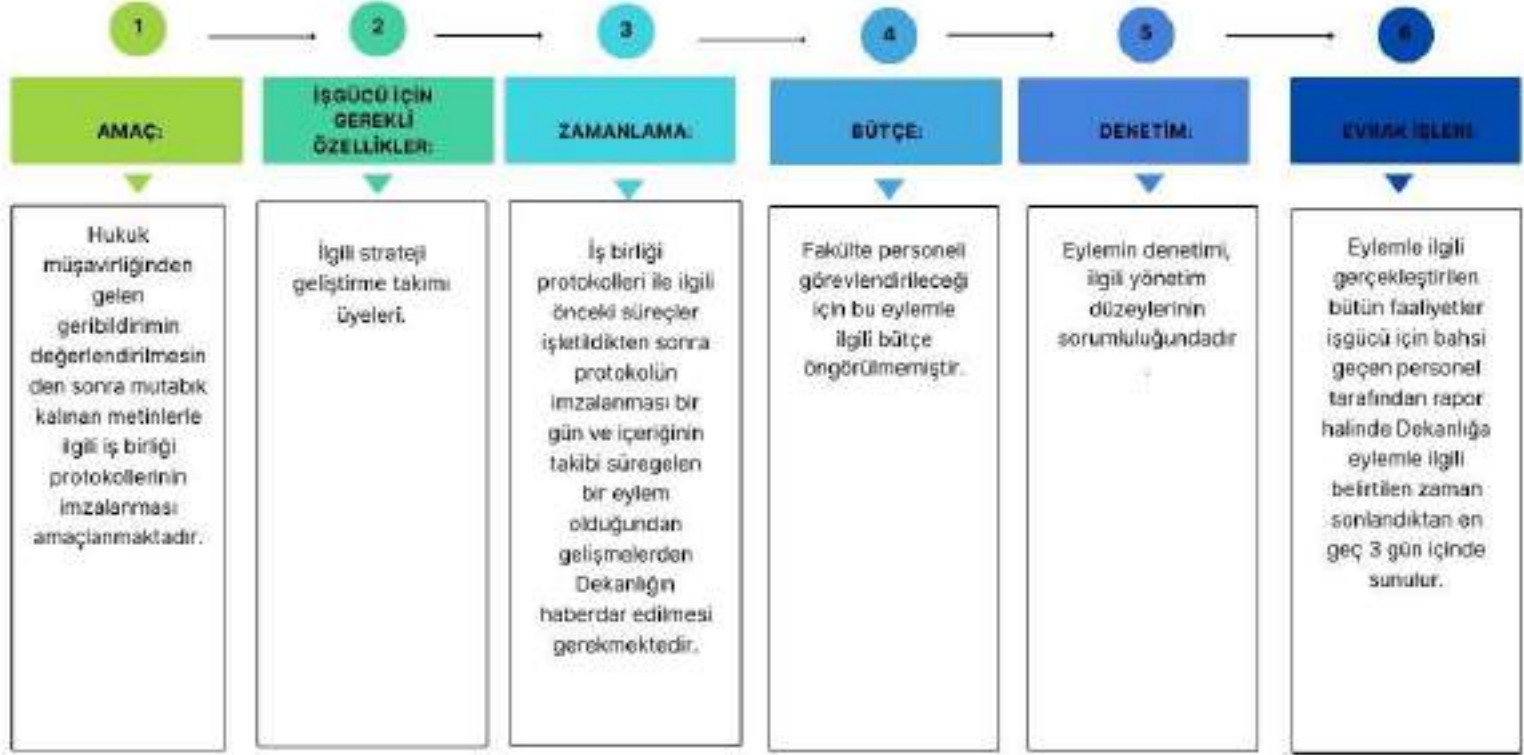 1
2
3
4
5
6
AMAÇ:
İŞGÜCÜ İÇİN
GEREKLİ
ÖZELLİKLER:
ZAMANLAMA:
BÜTÇE:
DENETİM:
EVRAK İŞLERİ:
Hukuk
müşavirliğinden
gelen
geribildirimin
değerlendirilmesin
den sonra mutabık
kalınan metinlerle
ilgili iş birliği
protokollerinin
imzalanması
amaçlanmaktadır.
İlgili strateji
geliştirme takımı
üyeleri.
İş birliği
protokolleri ile ilgili
önceki süreçler
işletildikten sonra
protokolün
imzalanması bir
gün ve içeriğinin
takibi süregelen
bir eylem
olduğundan
gelişmelerden
Dekanlığın
haberdar edilmesi
gerekmektedir.
Fakülte personeli
görevlendirileceği
için bu eylemle
ilgili bütçe
öngörülmemiştir.
Eylemin denetimi,
ilgili yönetim
düzeylerinin
sorumluluğundadır
.
Eylemle ilgili
gerçekleştirilen
bütün faaliyetler
işgücü için bahsi
geçen personel
tarafından rapor
halinde Dekanlığa
eylemle ilgili
belirtilen zaman
sonlandıktan en
geç 3 gün içinde
sunulur.